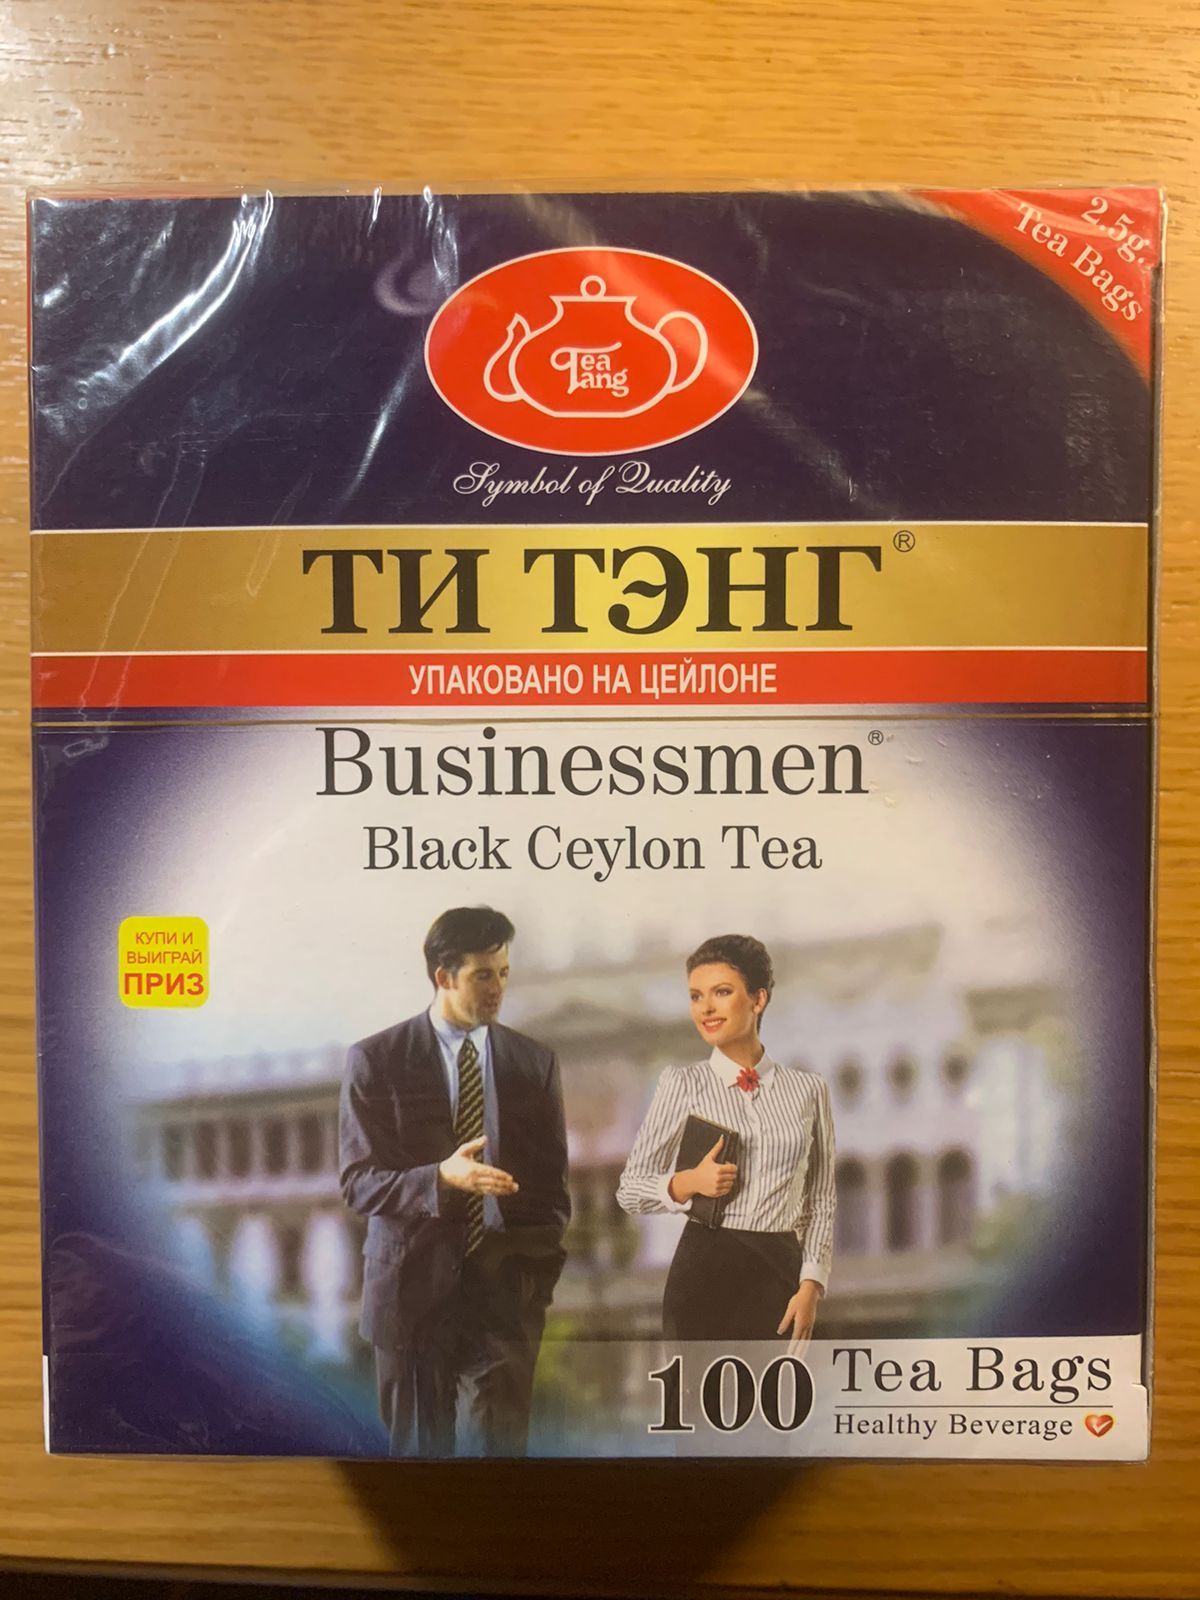 2.5g.
Tea Bags
Tea
Tang
Symbol of Quality
ТИ ТЭНГ®
УПАКОВАНО НА ЦЕЙЛОНЕ
Businessmen®
Black Ceylon Tea
КУПИ И
ВЫИГРАЙ
ПРИЗ
100 Tea Bags
Healthy Beverage